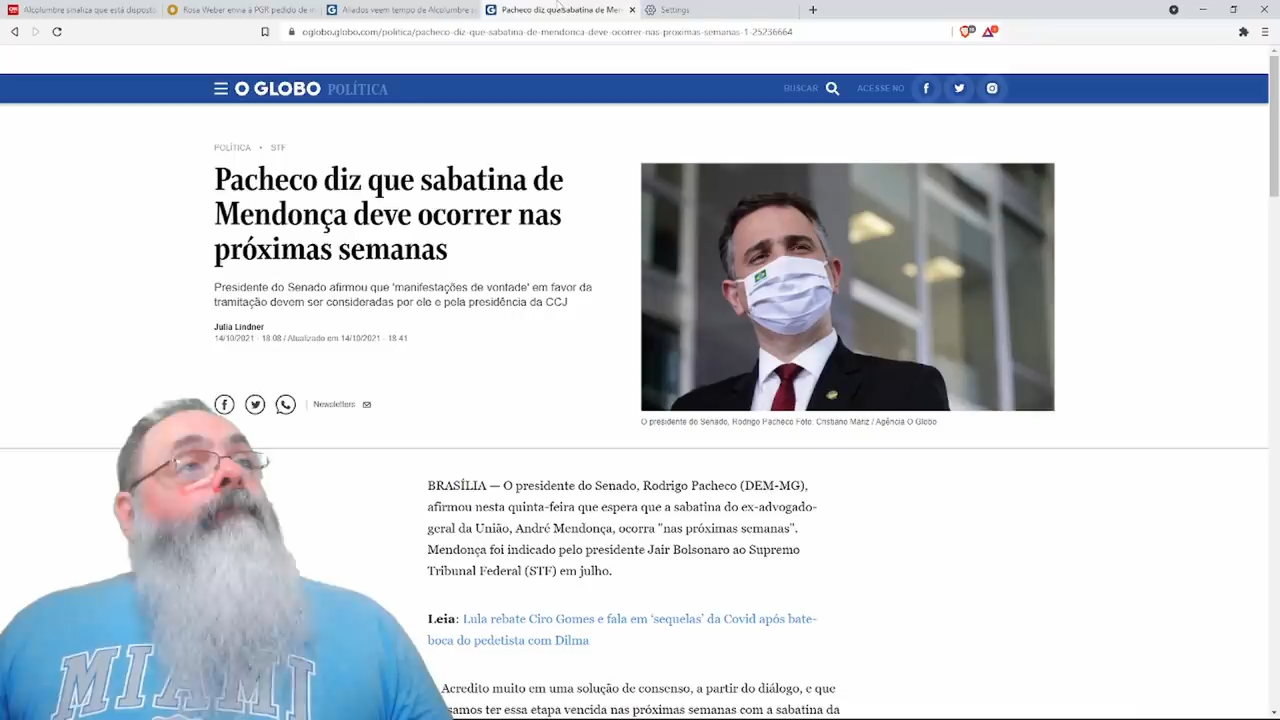 Alcolumbre sinaliza que está disposto
Rosa Weber envia à PGR pedido de
Aliados veem tempo de Alcolumbre
Pacheco diz que sabatina de Men
Settings
oglobo.globo.com/politica/pacheco-diz-que-sabatina-de-mendonca-deve-ocorrer-nas-proximas-semanas-1-25236664
O GLOBO POLÍTICA
BUSCAR
ACESSE NO
POLÍTICA • STF
Pacheco diz que sabatina de
Mendonça deve ocorrer nas
próximas semanas
Presidente do Senado afirmou que 'manifestações de vontade' em favor da
tramitação devem ser consideradas por ele e pela presidência da CCJ
Julia Lindner
14/10/2021 - 18:08 / Atualizado em 14/10/2021 - 18:41
Newsletters
O presidente do Senado, Rodrigo Pacheco Foto: Cristiano Mariz / Agência O Globo
BRASÍLIA — O presidente do Senado, Rodrigo Pacheco (DEM-MG),
afirmou nesta quinta-feira que espera que a sabatina do ex-advogado-
geral da União, André Mendonça, ocorra "nas próximas semanas".
Mendonça foi indicado pelo presidente Jair Bolsonaro ao Supremo
Tribunal Federal (STF) em julho.
Leia: Lula rebate Ciro Gomes e fala em 'sequelas' da Covid após bate-
boca do pedetista com Dilma
Acredito muito em uma solução de consenso, a partir do diálogo, e que
samos ter essa etapa vencida nas próximas semanas com a sabatina da
MIAMI